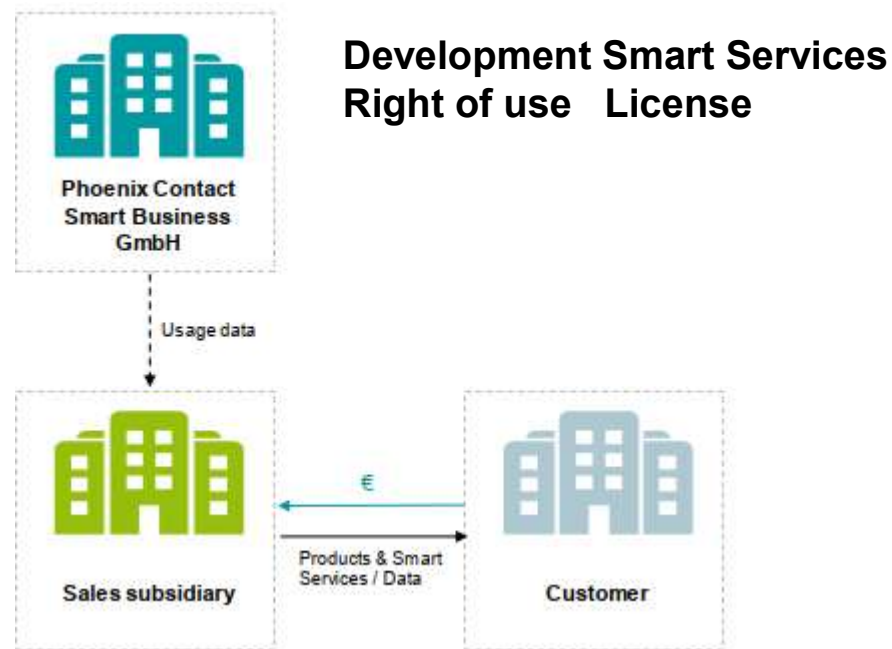 Development Smart Services
Right of use License
Phoenix Contact
Smart Business
GmbH
Usage data
€
Products & Smart
Services / Data
Sales subsidiary
Customer